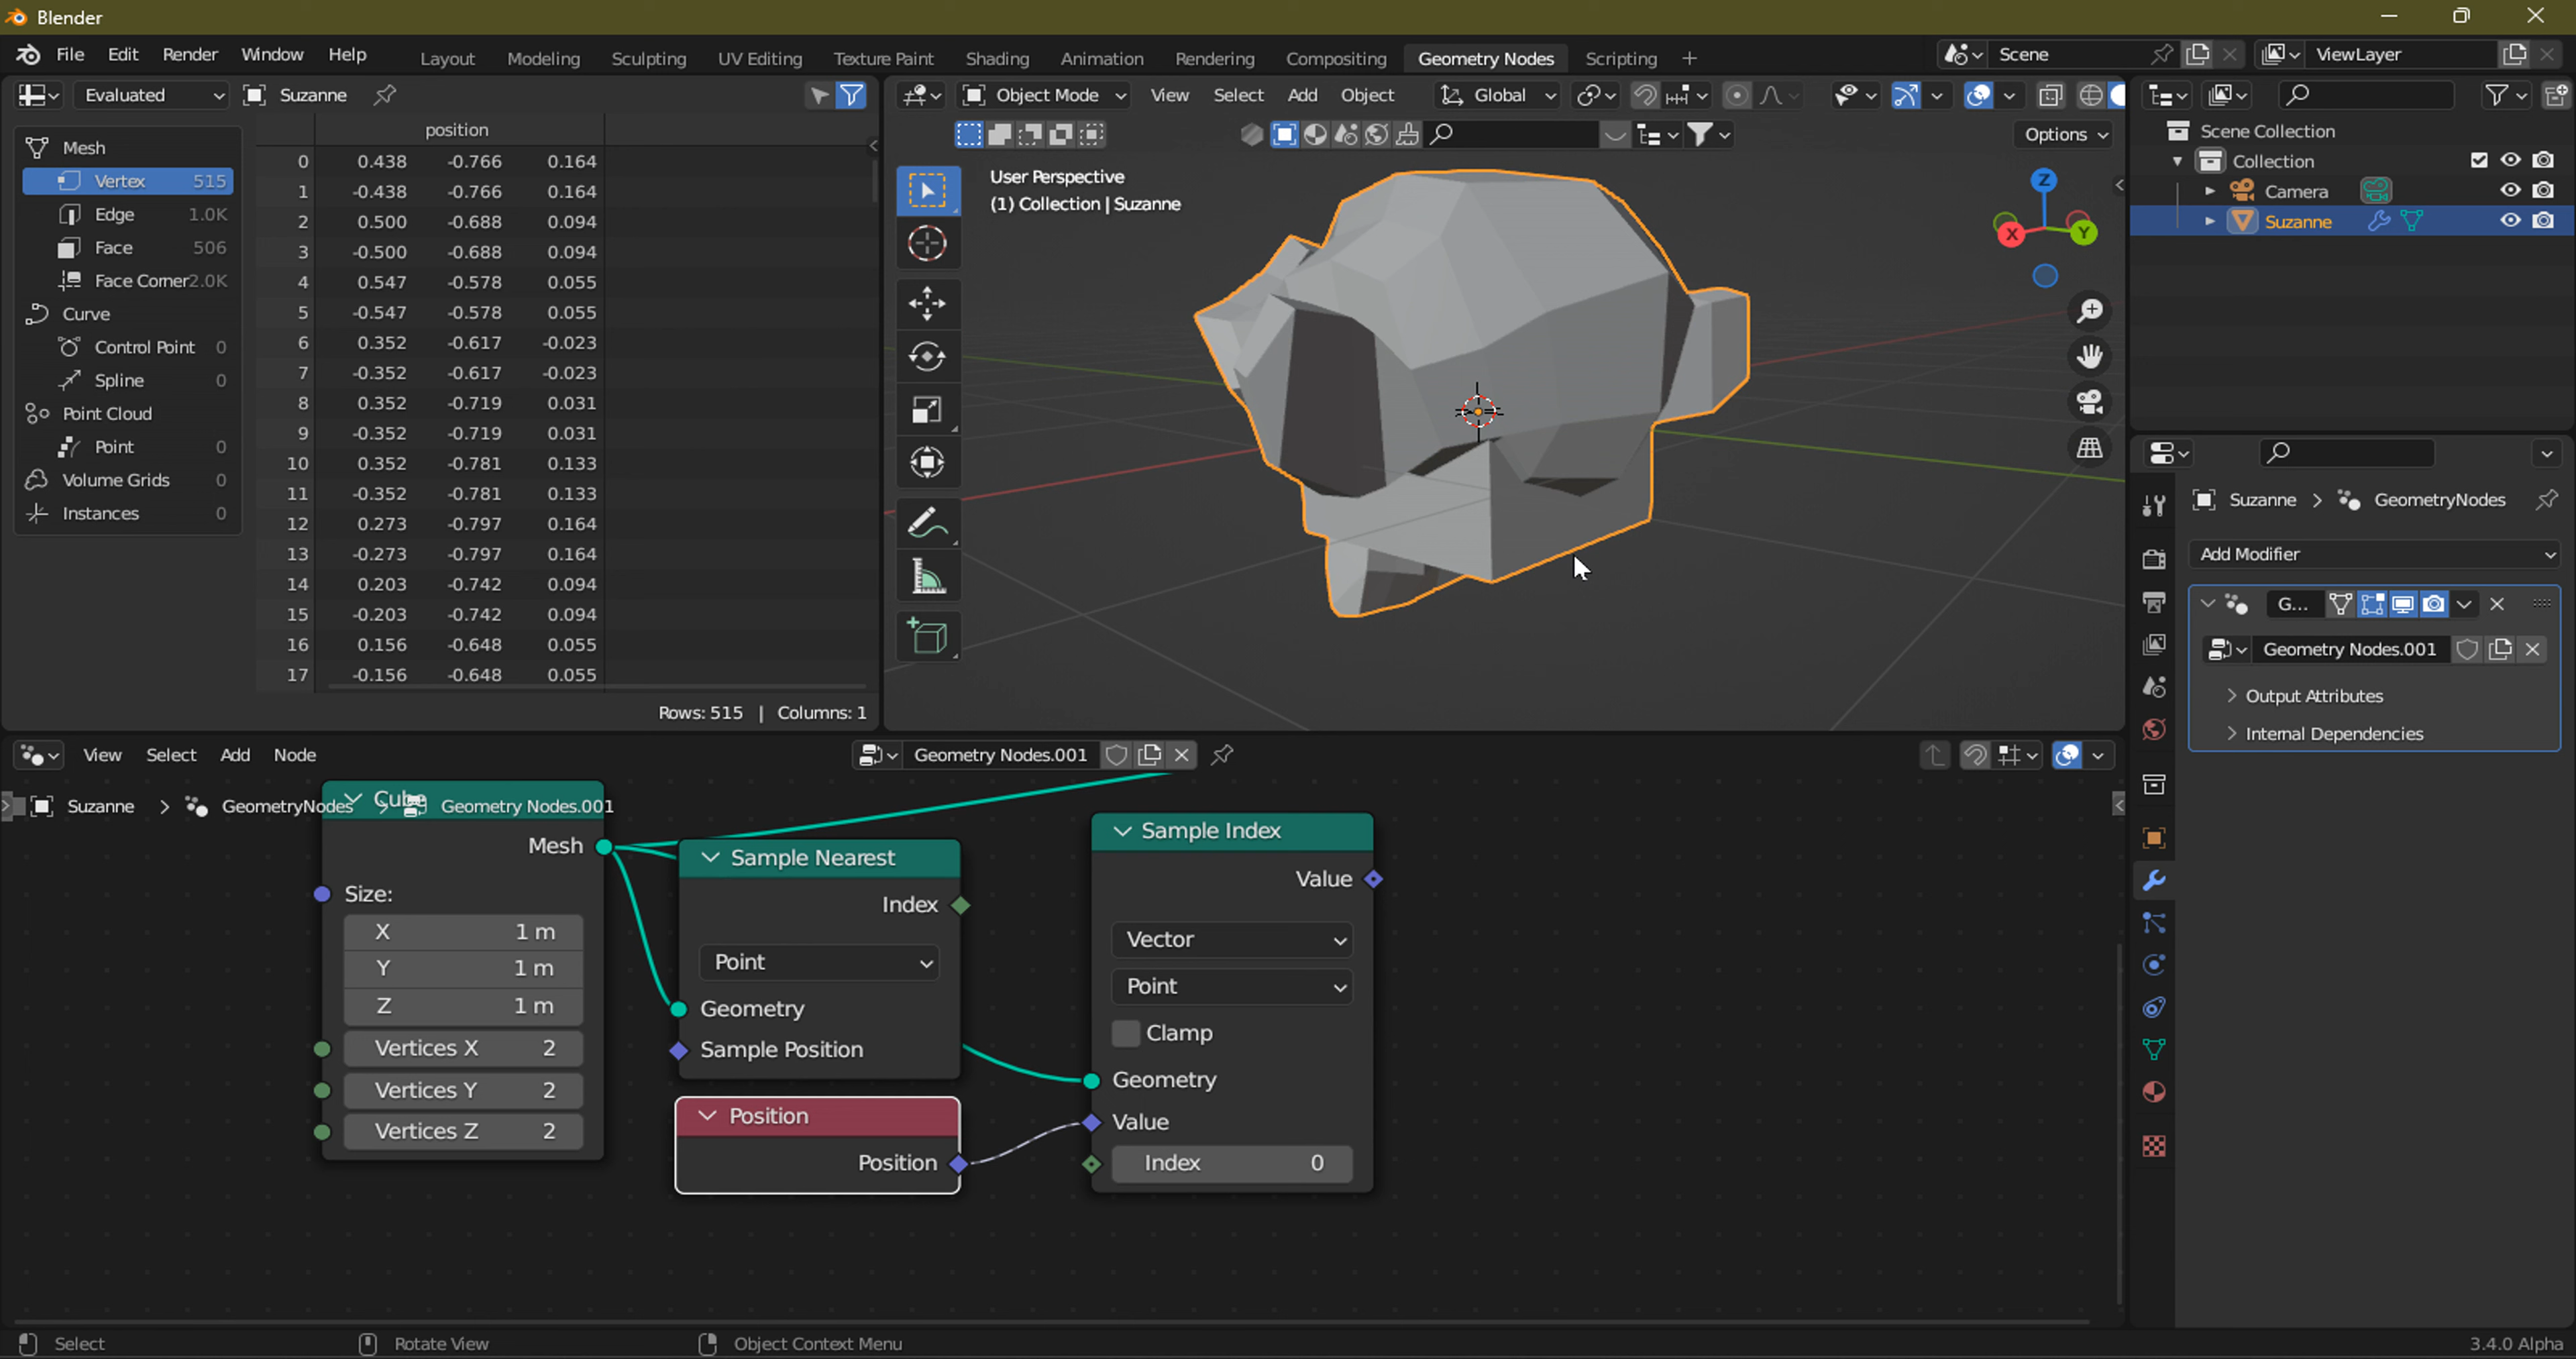 Blender
File Edit Render Window Help Layout Modeling Sculpting UV Editing Texture Paint Shading Animation Rendering Compositing Geometry Nodes Scripting + Scene ViewLayer
Evaluated Suzanne
Mesh
Vertex 515
Edge 1.0K
Face 506
Face Corner 2.0K
Curve
Control Point 0
Spline 0
Point Cloud
Point 0
Volume Grids 0
Instances 0
position
0 0.438 -0.766 0.164
1 -0.438 -0.766 0.164
2 0.500 -0.688 0.094
3 -0.500 -0.688 0.094
4 0.547 -0.578 0.055
5 -0.547 -0.578 0.055
6 0.352 -0.617 -0.023
7 -0.352 -0.617 -0.023
8 0.352 -0.719 0.031
9 -0.352 -0.719 0.031
10 0.352 -0.781 0.133
11 -0.352 -0.781 0.133
12 0.273 -0.797 0.164
13 -0.273 -0.797 0.164
14 0.203 -0.742 0.094
15 -0.203 -0.742 0.094
16 0.156 -0.648 0.055
17 -0.156 -0.648 0.055
Rows: 515 | Columns: 1
Object Mode View Select Add Object Global
Options
User Perspective
(1) Collection | Suzanne
Z
X
Y
Scene Collection
Collection
Camera
Suzanne
Suzanne > GeometryNodes
Add Modifier
G...
Geometry Nodes.001
Output Attributes
Internal Dependencies
View Select Add Node Geometry Nodes.001
Suzanne > GeometryNodes > Geometry Nodes.001
Cube
Mesh
Size:
X 1 m
Y 1 m
Z 1 m
Vertices X 2
Vertices Y 2
Vertices Z 2
Sample Nearest
Index
Point
Geometry
Sample Position
Position
Position
Sample Index
Value
Vector
Point
Clamp
Geometry
Value
Index 0
Select Rotate View Object Context Menu 3.4.0 Alpha